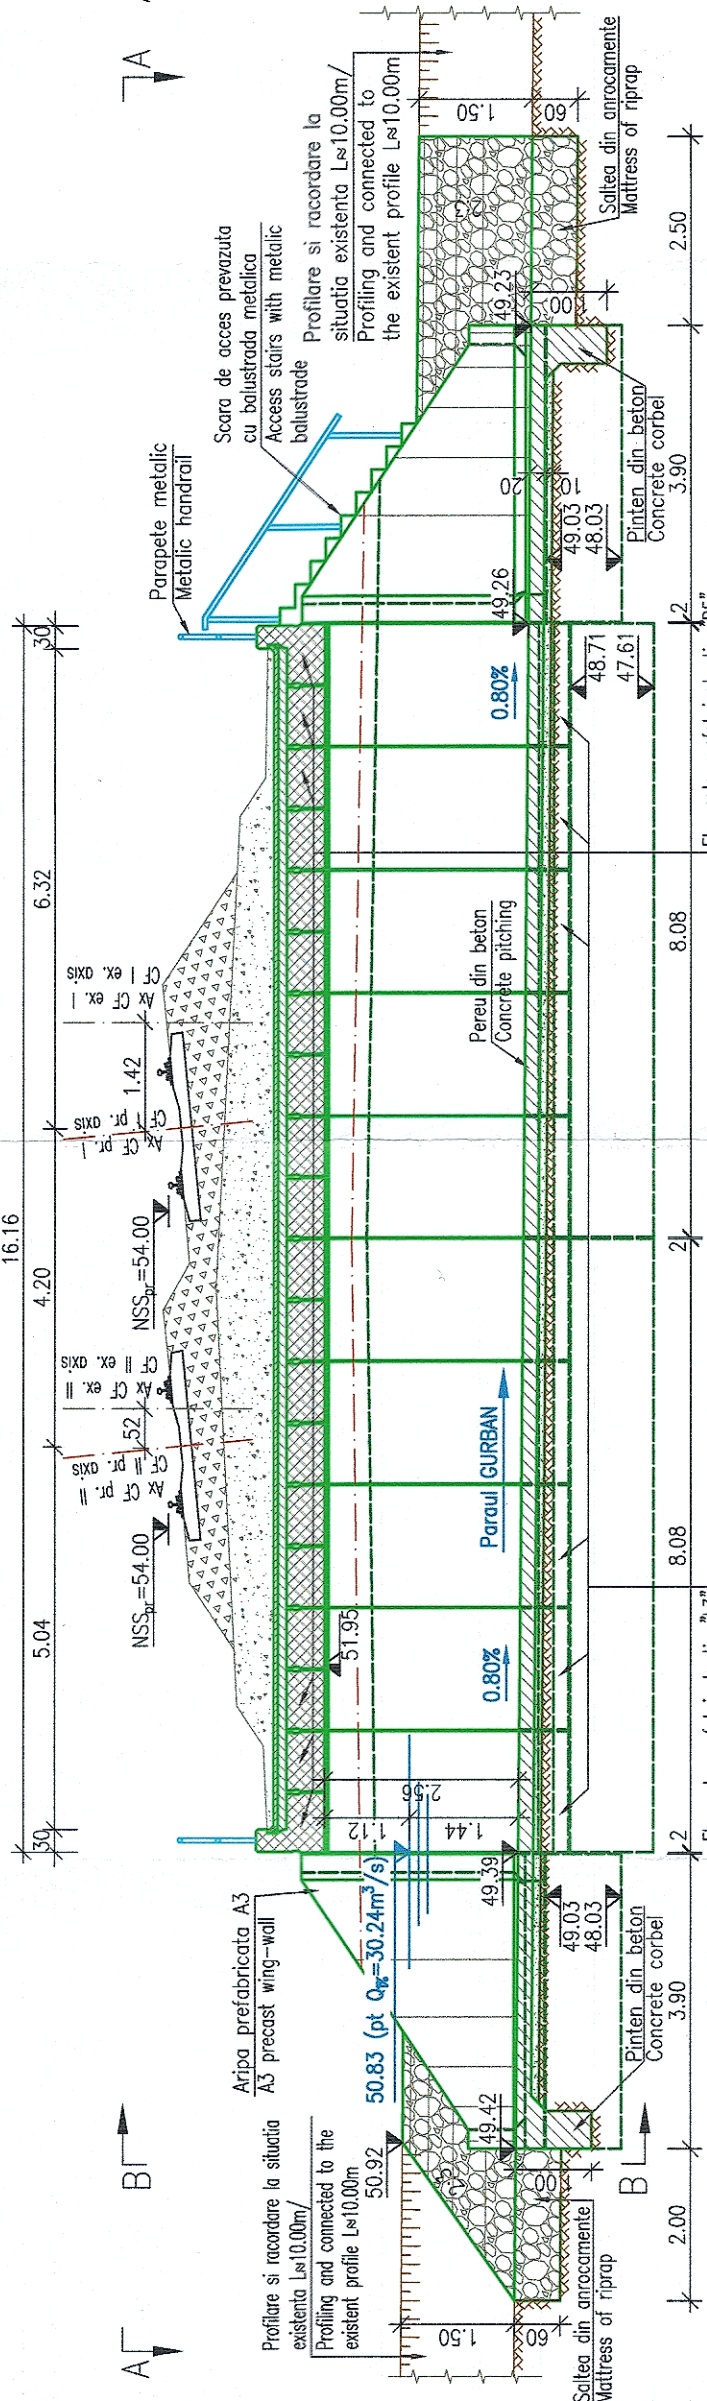 A
A
B
B
16.16
30
5.04
4.20
6.32
30
NSSpr=54.00
NSSpr=54.00
Ax CF pr. II
CF II pr. axis
52
Ax CF ex. II
CF II ex. axis
Ax CF pr. I
CF I pr. axis
1.42
Ax CF ex. I
CF I ex. axis
Parapete metalic
Metalic handrail
Scara de acces prevazuta
cu balustrada metalica
Access stairs with metalic
balustrade
Profilare si racordare la
situatia existenta L≈10.00m/
Profiling and connected to
the existent profile L≈10.00m
Aripa prefabricata A3
A3 precast wing-wall
Profilare si racordare la situatia
existenta L≈10.00m/
Profiling and connected to the
existent profile L≈10.00m
50.92
50.83 (pt Q1%=30.24m³/s)
2:3
2:3
1.12
1.44
2.56
51.95
0.80%
Paraul GURBAN
0.80%
Pereu din beton
Concrete pitching
49.42
49.39
49.26
49.23
1.50
60
1.50
60
20
10
49.03
48.03
49.03
48.03
48.71
47.61
Pinten din beton
Concrete corbel
Pinten din beton
Concrete corbel
Saltea din anrocamente
Mattress of riprap
Saltea din anrocamente
Mattress of riprap
2.00
3.90
2
8.08
2
8.08
2
3.90
2.50